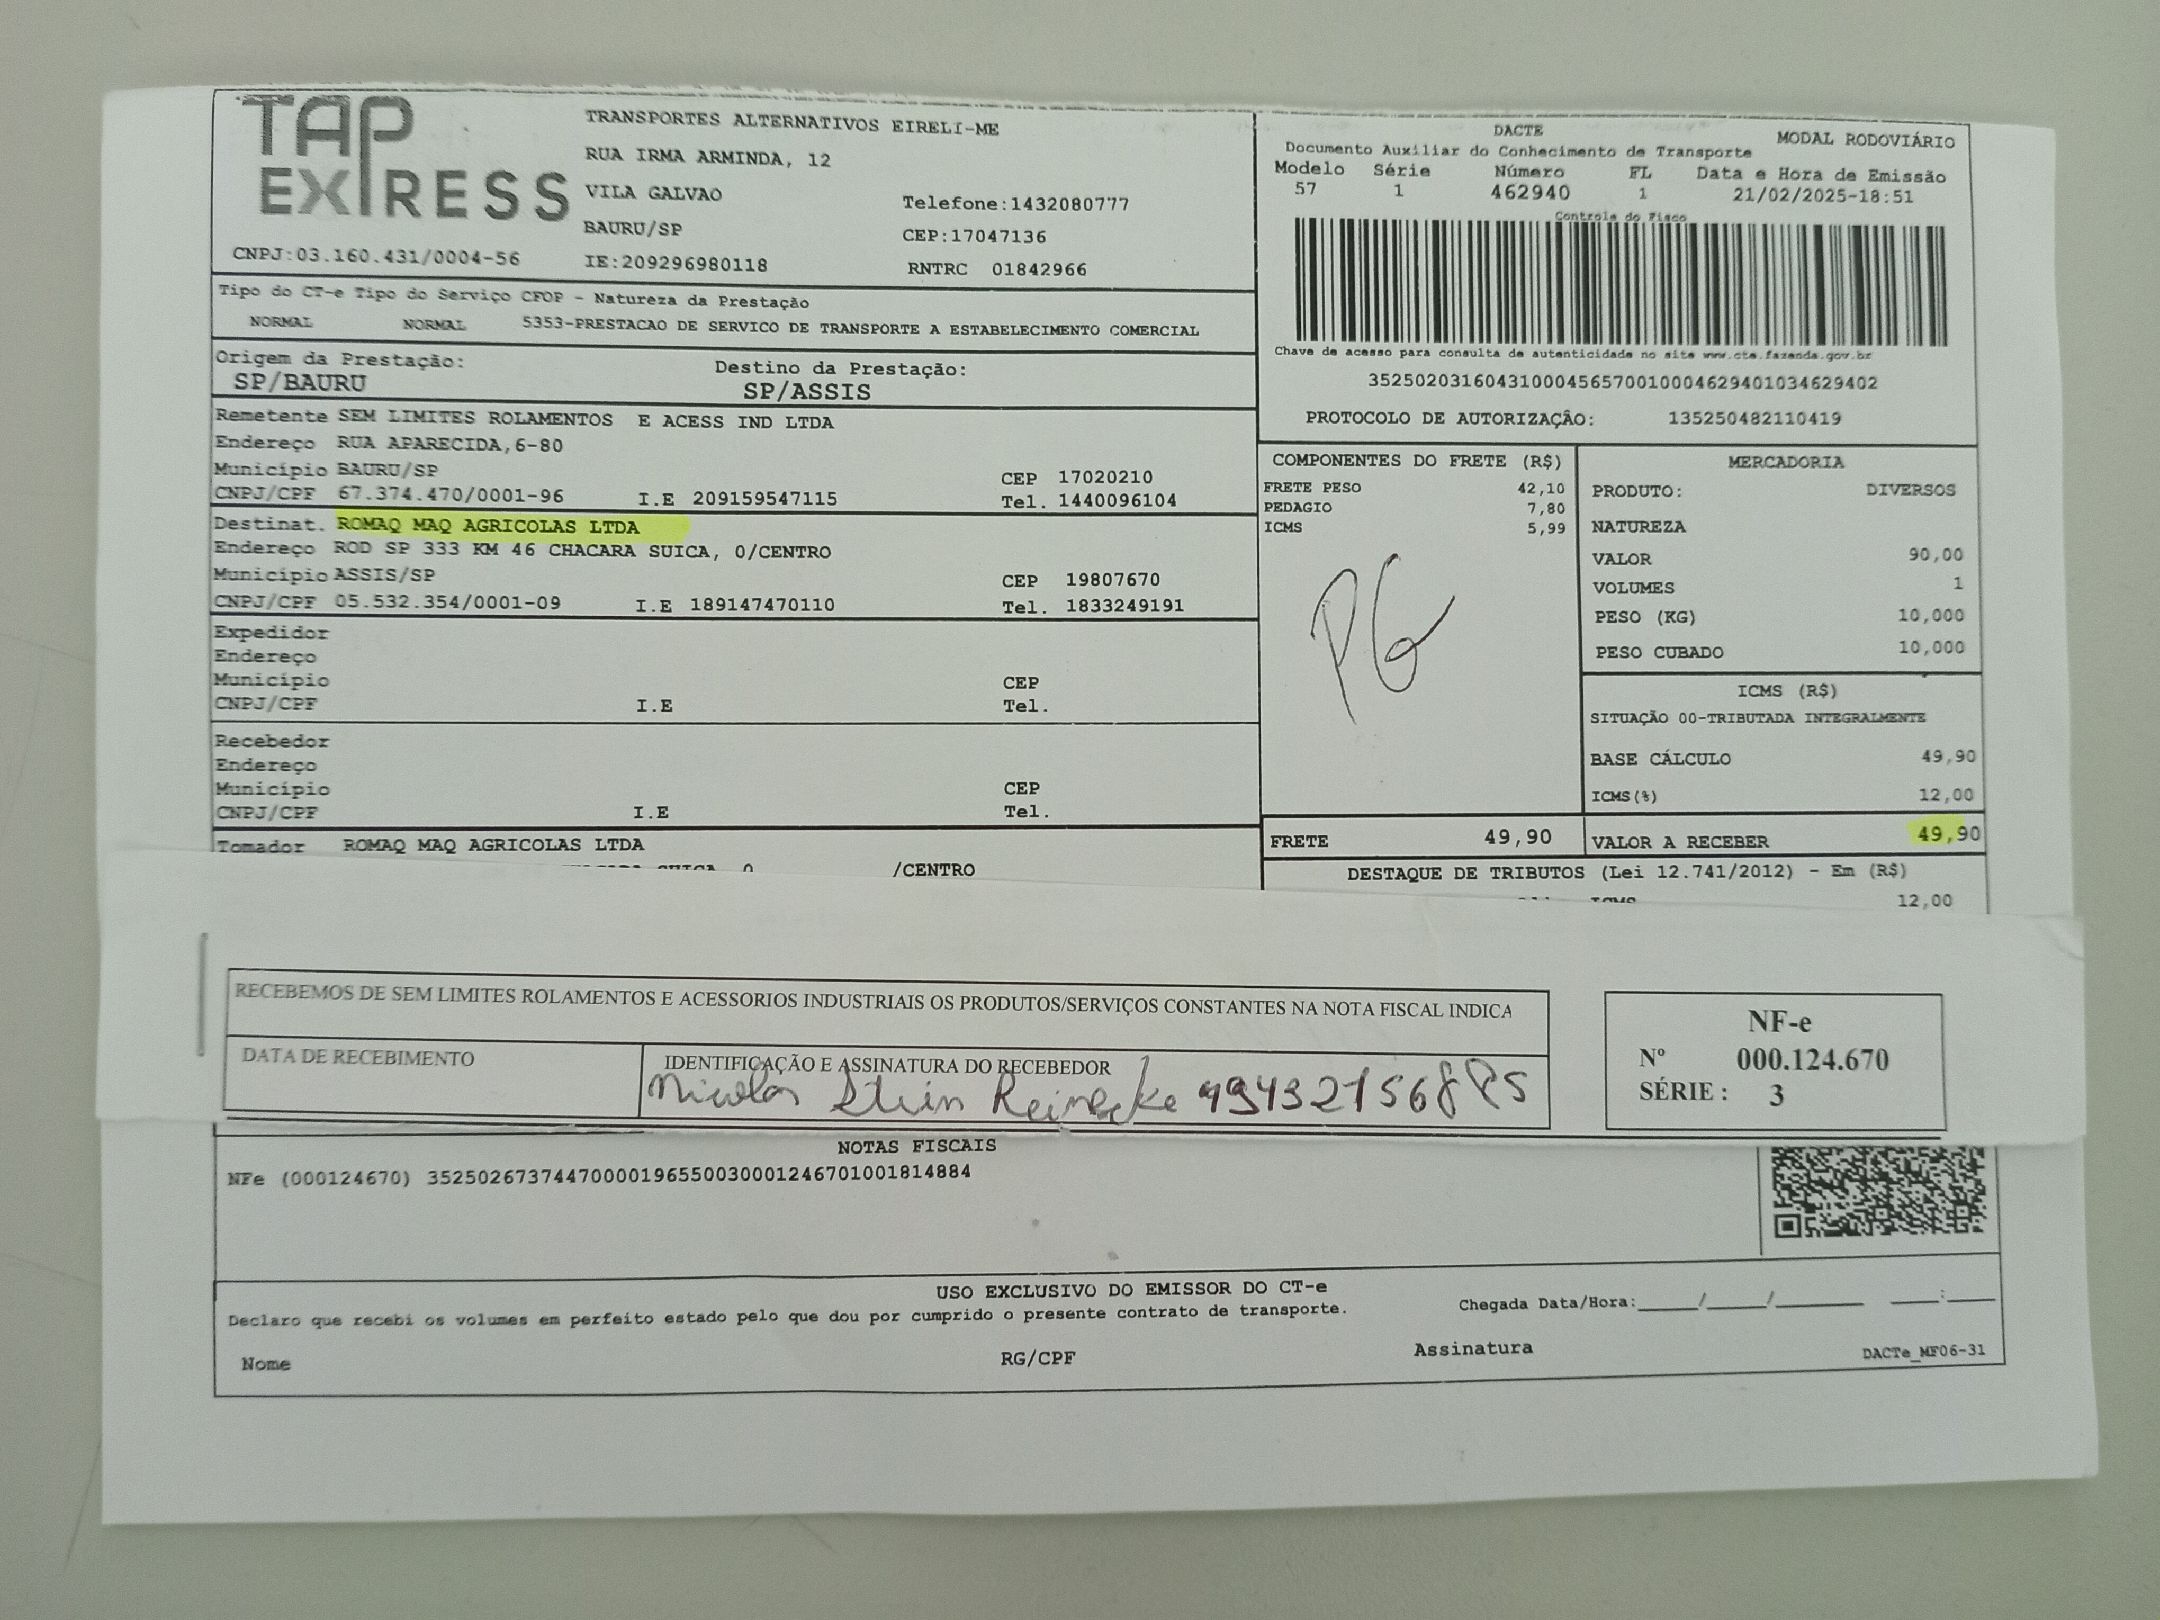 TAP EXPRESS
TRANSPORTES ALTERNATIVOS EIRELI-ME
RUA IRMA ARMINDA, 12
VILA GALVAO
Telefone:1432080777
BAURU/SP
CEP:17047136
CNPJ:03.160.431/0004-56
IE:209296980118
RNTRC 01842966
DACTE
MODAL RODOVIÁRIO
Documento Auxiliar do Conhecimento de Transporte
Modelo Série Número FL Data e Hora de Emissão
57 1 462940 1 21/02/2025-18:51
Controle do Fisco
Chave de acesso para consulta de autenticidade no site www.cte.fazenda.gov.br
35250203160431000456570010004629401034629402
PROTOCOLO DE AUTORIZAÇÂO: 135250482110419
Tipo do CT-e Tipo do Serviço CFOP - Natureza da Prestação
NORMAL NORMAL 5353-PRESTACAO DE SERVICO DE TRANSPORTE A ESTABELECIMENTO COMERCIAL
Origem da Prestação: Destino da Prestação:
SP/BAURU SP/ASSIS
Remetente SEM LIMITES ROLAMENTOS E ACESS IND LTDA
Endereço RUA APARECIDA,6-80
Município BAURU/SP CEP 17020210
CNPJ/CPF 67.374.470/0001-96 I.E 209159547115 Tel. 1440096104
Destinat. ROMAQ MAQ AGRICOLAS LTDA
Endereço ROD SP 333 KM 46 CHACARA SUICA, 0/CENTRO
Município ASSIS/SP CEP 19807670
CNPJ/CPF 05.532.354/0001-09 I.E 189147470110 Tel. 1833249191
Expedidor
Endereço
Município CEP
CNPJ/CPF I.E Tel.
Recebedor
Endereço
Município CEP
CNPJ/CPF I.E Tel.
Tomador ROMAQ MAQ AGRICOLAS LTDA
SUICA, 0 /CENTRO
COMPONENTES DO FRETE (R$)
FRETE PESO 42,10
PEDAGIO 7,80
ICMS 5,99
PG
MERCADORIA
PRODUTO: DIVERSOS
NATUREZA
VALOR 90,00
VOLUMES 1
PESO (KG) 10,000
PESO CUBADO 10,000
ICMS (R$)
SITUAÇÃO 00-TRIBUTADA INTEGRALMENTE
BASE CÁLCULO 49,90
ICMS(%) 12,00
FRETE 49,90 VALOR A RECEBER 49,90
DESTAQUE DE TRIBUTOS (Lei 12.741/2012) - Em (R$)
ICMS 12,00
RECEBEMOS DE SEM LIMITES ROLAMENTOS E ACESSORIOS INDUSTRIAIS OS PRODUTOS/SERVIÇOS CONSTANTES NA NOTA FISCAL INDICA
DATA DE RECEBIMENTO
IDENTIFICAÇÃO E ASSINATURA DO RECEBEDOR
Nicolas Reinecke
NF-e
Nº 000.124.670
SÉRIE : 3
NOTAS FISCAIS
NFe (000124670) 35250267374470000196550030001246701001814884
USO EXCLUSIVO DO EMISSOR DO CT-e
Declaro que recebi os volumes em perfeito estado pelo que dou por cumprido o presente contrato de transporte.
Chegada Data/Hora:_____/_____/________ ____:____
Nome RG/CPF Assinatura DACTe_MF06-31